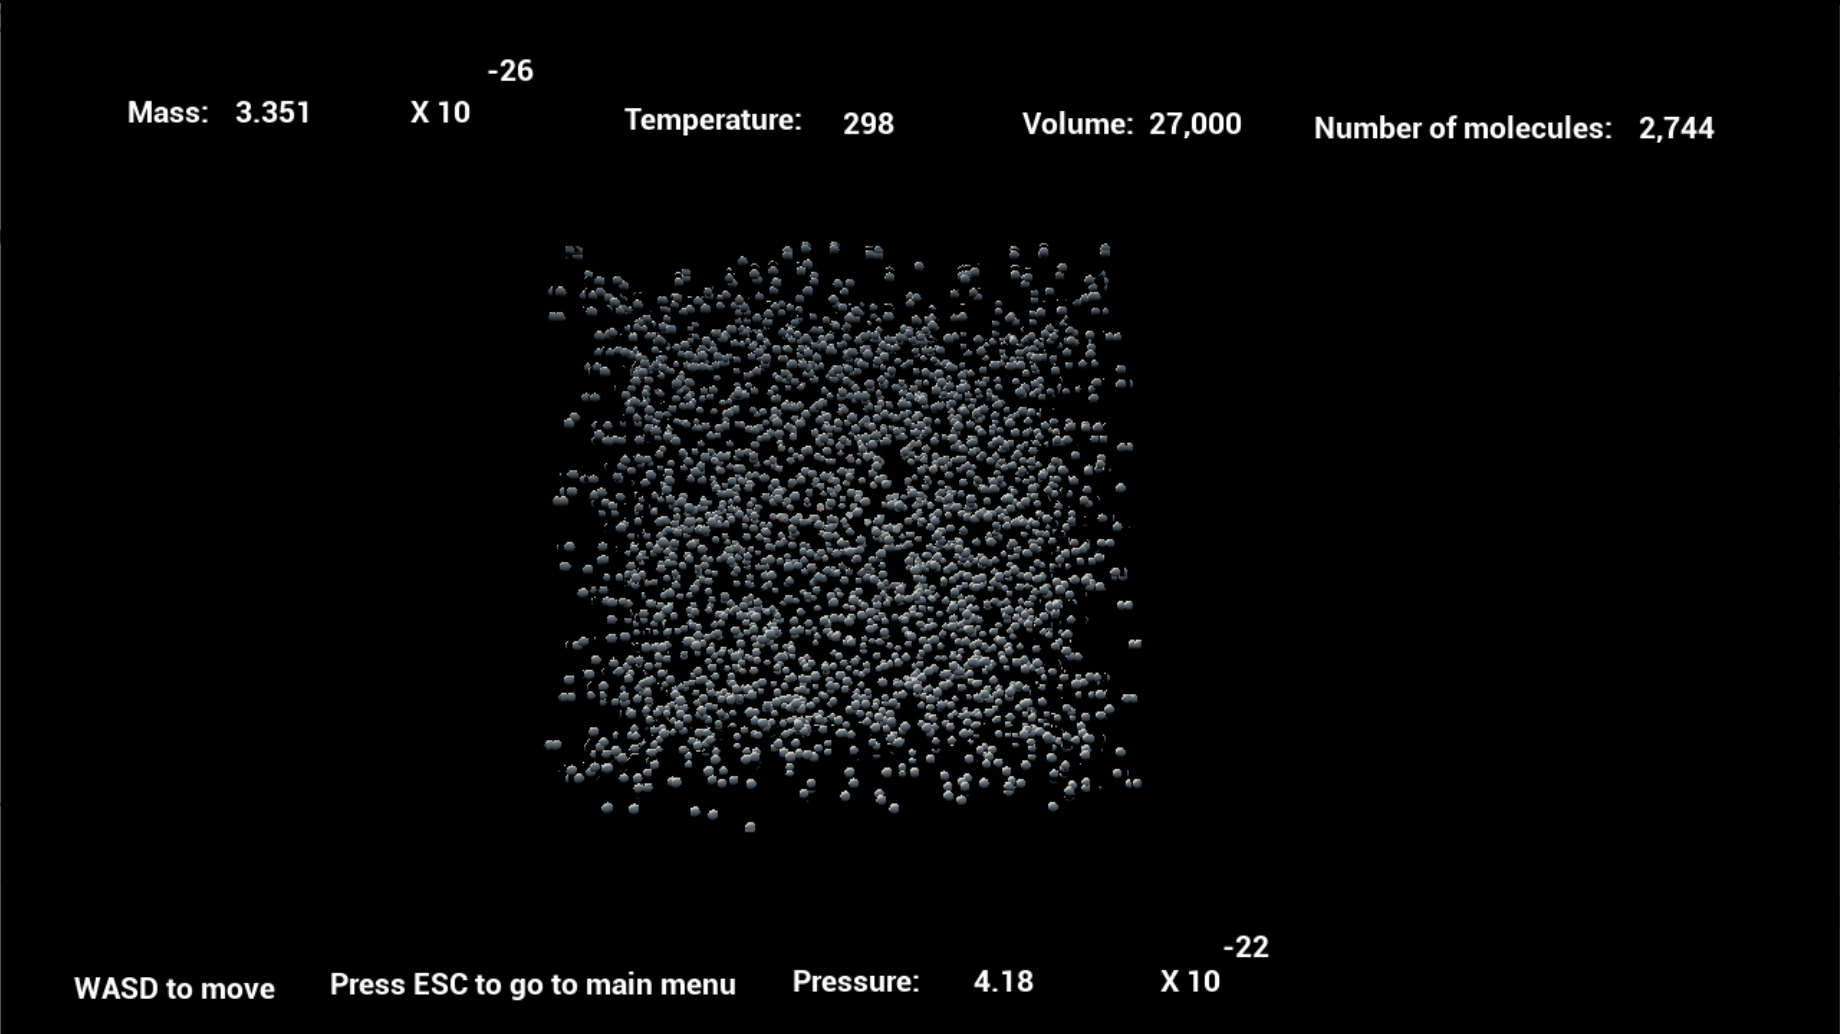 -26
Mass: 3.351 X 10
Temperature: 298
Volume: 27,000
Number of molecules: 2,744
-22
WASD to move
Press ESC to go to main menu
Pressure: 4.18 X 10